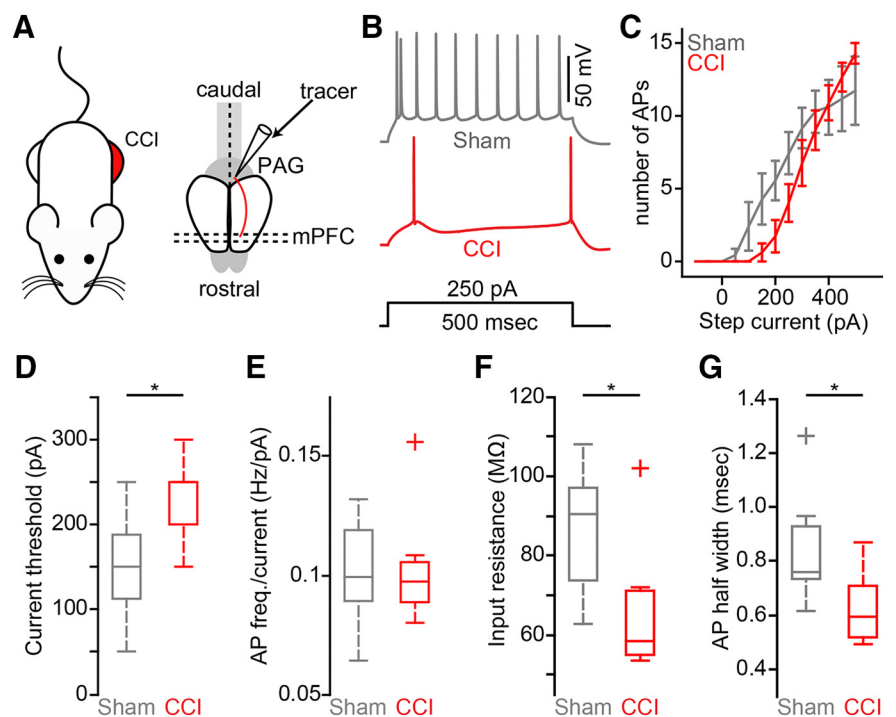 A
CCI
caudal
tracer
PAG
mPFC
rostral
B
50 mV
Sham
CCI
250 pA
500 msec
C
Sham
CCI
number of APs
15
10
5
0
0 200 400
Step current (pA)
D
*
Current threshold (pA)
300
200
100
0
Sham CCI
E
AP freq./current (Hz/pA)
0.15
0.1
0.05
Sham CCI
F
*
Input resistance (MΩ)
120
100
80
60
Sham CCI
G
*
AP half width (msec)
1.4
1.2
1.0
0.8
0.6
0.4
Sham CCI